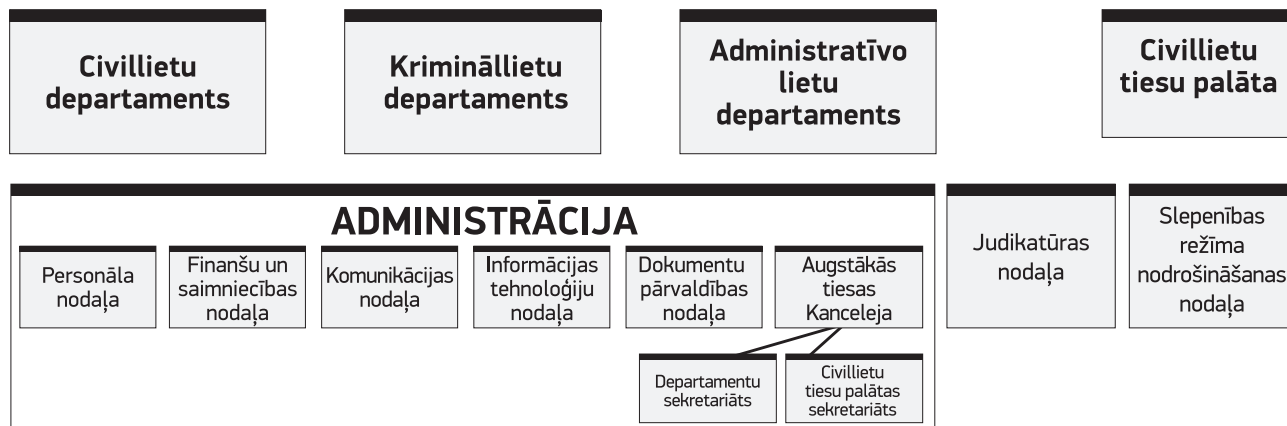 Civillietu
departaments
Krimināllietu
departaments
Administratīvo
lietu
departaments
Civillietu
tiesu palāta
ADMINISTRĀCIJA
Personāla
nodaļa
Finanšu un
saimniecības
nodaļa
Komunikācijas
nodaļa
Informācijas
tehnoloģiju
nodaļa
Dokumentu
pārvaldības
nodaļa
Augstākās
tiesas
Kanceleja
Departamentu
sekretariāts
Civillietu
tiesu palātas
sekretariāts
Judikatūras
nodaļa
Slepenības
režīma
nodrošināšanas
nodaļa